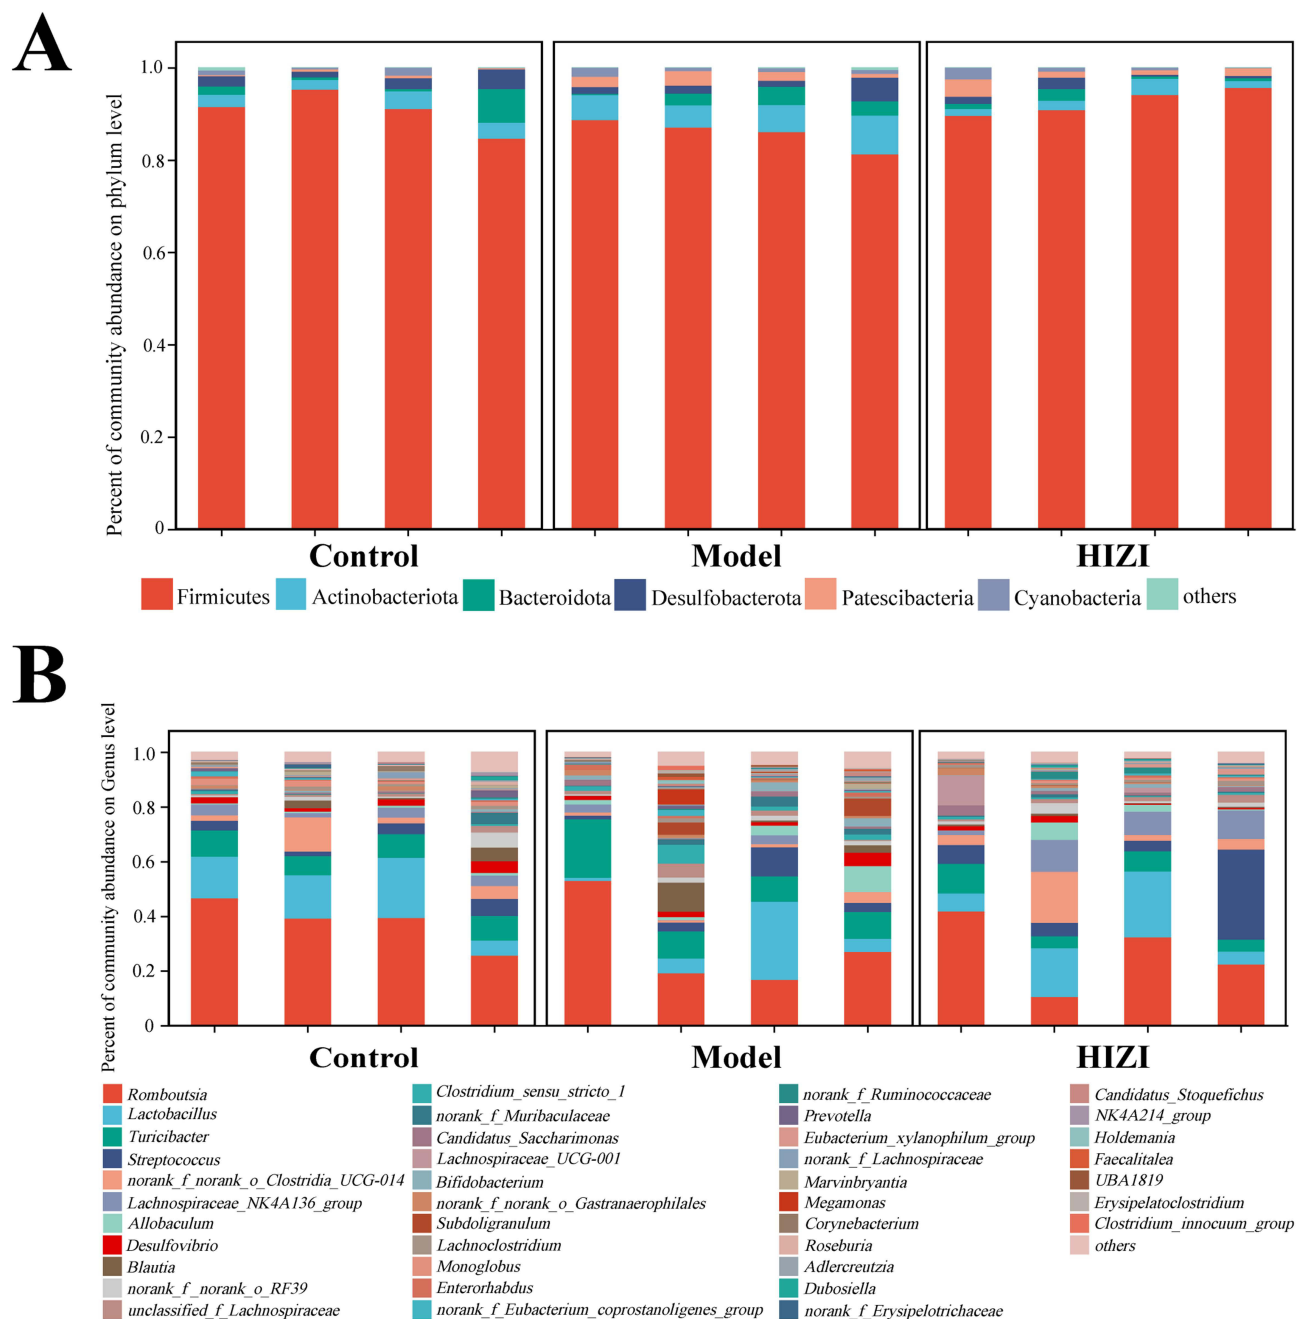 A
Percent of community abundance on phylum level
1.0
0.8
0.6
0.4
0.2
0
Control
Model
HIZI
Firmicutes
Actinobacteriota
Bacteroidota
Desulfobacterota
Patescibacteria
Cyanobacteria
others
B
Percent of community abundance on Genus level
1.0
0.8
0.6
0.4
0.2
0
Control
Model
HIZI
Romboutsia
Lactobacillus
Turicibacter
Streptococcus
norank_f_norank_o_Clostridia_UCG-014
Lachnospiraceae_NK4A136_group
Allobaculum
Desulfovibrio
Blautia
norank_f_norank_o_RF39
unclassified_f_Lachnospiraceae
Clostridium_sensu_stricto_1
norank_f_Muribaculaceae
Candidatus_Saccharimonas
Lachnospiraceae_UCG-001
Bifidobacterium
norank_f_norank_o_Gastranaerophilales
Subdoligranulum
Lachnoclostridium
Monoglobus
Enterorhabdus
norank_f_Eubacterium_coprostanoligenes_group
norank_f_Ruminococcaceae
Prevotella
Eubacterium_xylanophilum_group
norank_f_Lachnospiraceae
Marvinbryantia
Megamonas
Corynebacterium
Roseburia
Adlercreutzia
Dubosiella
norank_f_Erysipelotrichaceae
Candidatus_Stoquefichus
NK4A214_group
Holdemania
Faecalitalea
UBA1819
Erysipelatoclostridium
Clostridium_innocuum_group
others